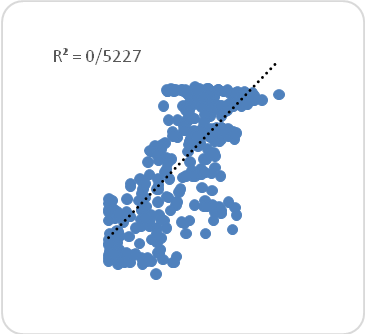 R² = 0/5227